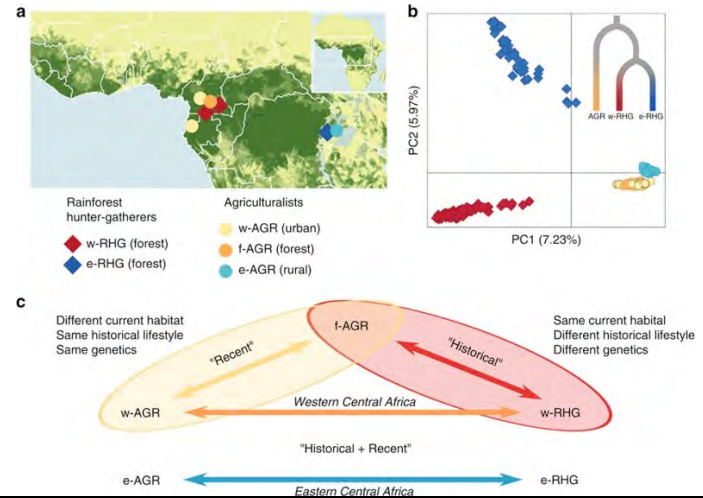 a
Rainforest
hunter-gatherers
w-RHG (forest)
e-RHG (forest)
Agriculturalists
w-AGR (urban)
f-AGR (forest)
e-AGR (rural)
b
PC2 (5.97%)
AGR w-RHG e-RHG
PC1 (7.23%)
c
Different current habitat
Same historical lifestyle
Same genetics
f-AGR
Same current habitat
Different historical lifestyle
Different genetics
"Recent"
"Historical"
Western Central Africa
w-AGR
w-RHG
"Historical + Recent"
e-AGR
e-RHG
Eastern Central Africa